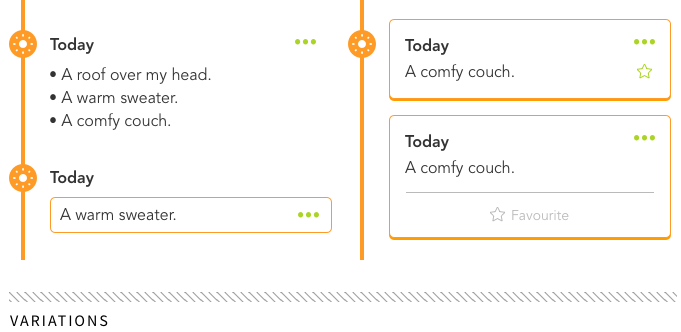 Today
• A roof over my head.
• A warm sweater.
• A comfy couch.
Today
A warm sweater.
Today
A comfy couch.
Today
A comfy couch.
Favourite
VARIATIONS